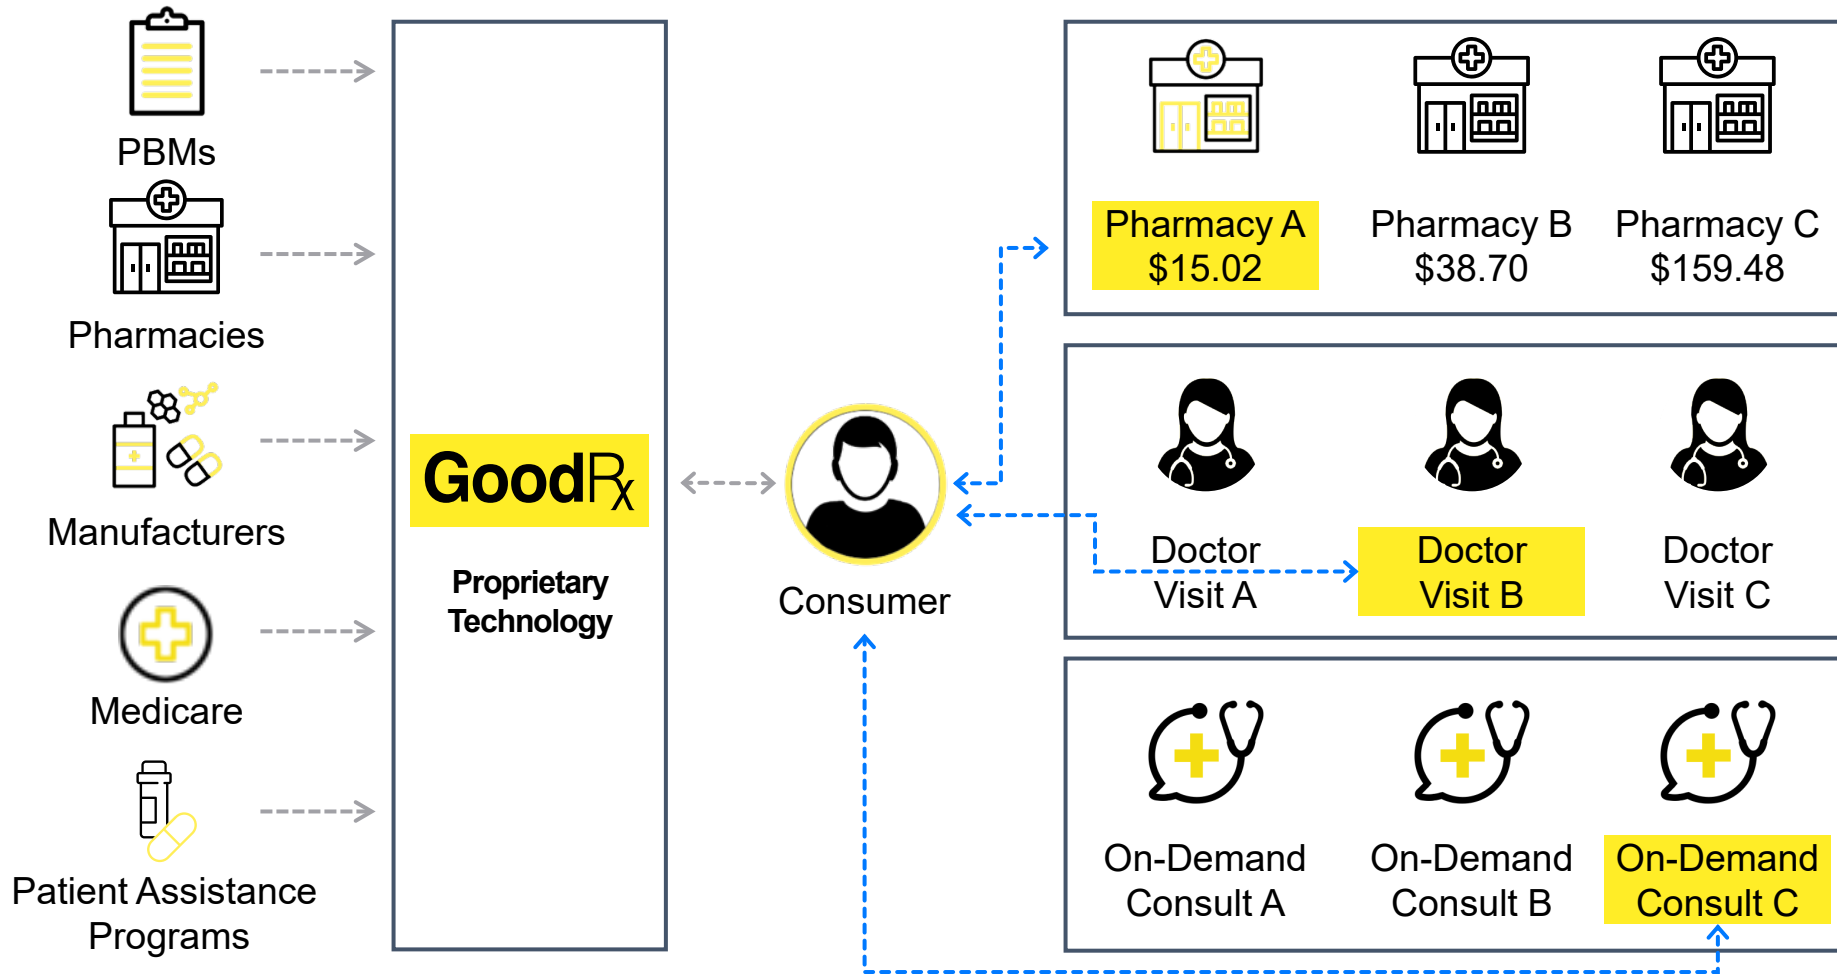 PBMs
Pharmacies
Manufacturers
Medicare
Patient Assistance
Programs
GoodRx
Proprietary
Technology
Consumer
Pharmacy A
$15.02
Pharmacy B
$38.70
Pharmacy C
$159.48
Doctor
Visit A
Doctor
Visit B
Doctor
Visit C
On-Demand
Consult A
On-Demand
Consult B
On-Demand
Consult C